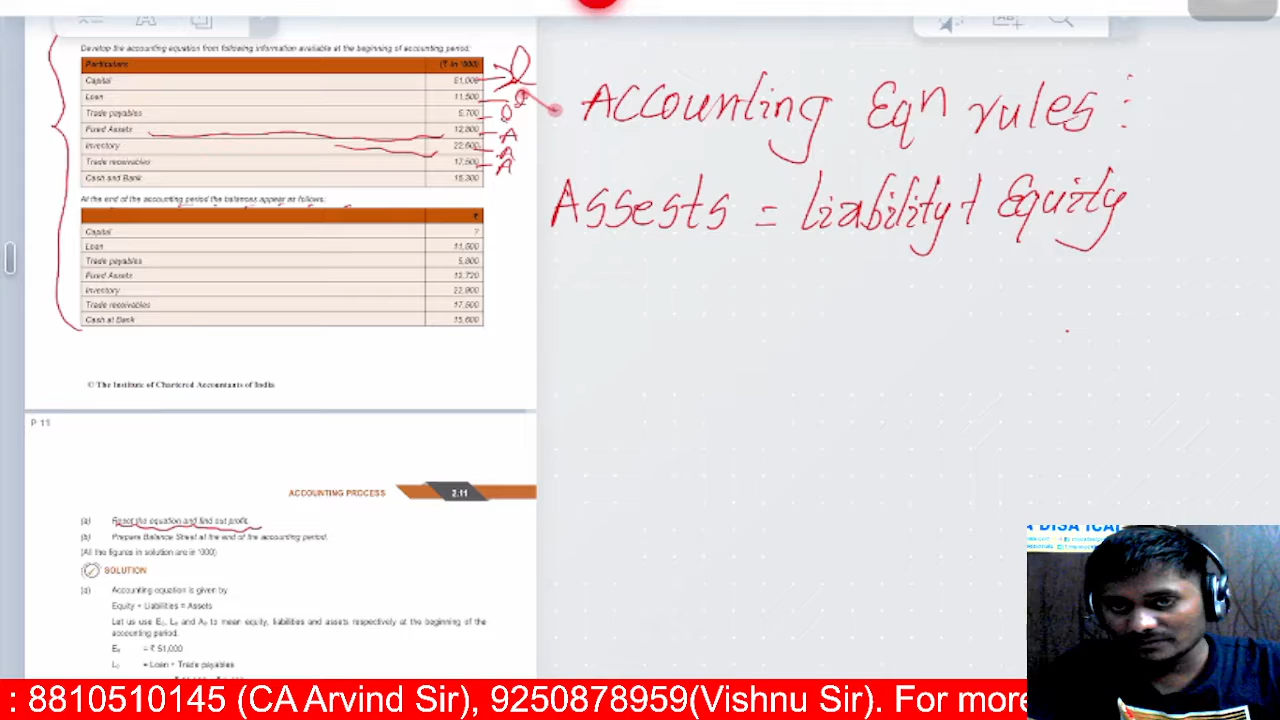 Develop the accounting equation from following information available at the beginning of accounting period:
Particulars (₹ in '000)
Capital 51,000
Loan 11,500
Trade payables 5,700
Fixed Assets 12,800
Inventory 22,600
Trade receivables 17,500
Cash and Bank 15,300
At the end of the accounting period the balances appear as follows:
₹
Capital ?
Loan 11,500
Trade payables 5,800
Fixed Assets 12,720
Inventory 22,900
Trade receivables 17,500
Cash at Bank 15,600
© The Institute of Chartered Accountants of India
P 11
ACCOUNTING PROCESS 2.11
(a) Reset the equation and find out profit.
(b) Prepare Balance Sheet at the end of the accounting period.
(All the figures in solution are in '000)
SOLUTION
(a) Accounting equation is given by
Equity + Liabilities = Assets
Let us use E₀, L₀ and A₀ to mean equity, liabilities and assets respectively at the beginning of the
accounting period.
E₀ = ₹ 51,000
L₀ = Loan + Trade payables
Accounting Eqn rules :
Assests = liability + Equity
A
A
DISA ICAI
: 8810510145 (CA Arvind Sir), 9250878959(Vishnu Sir). For more